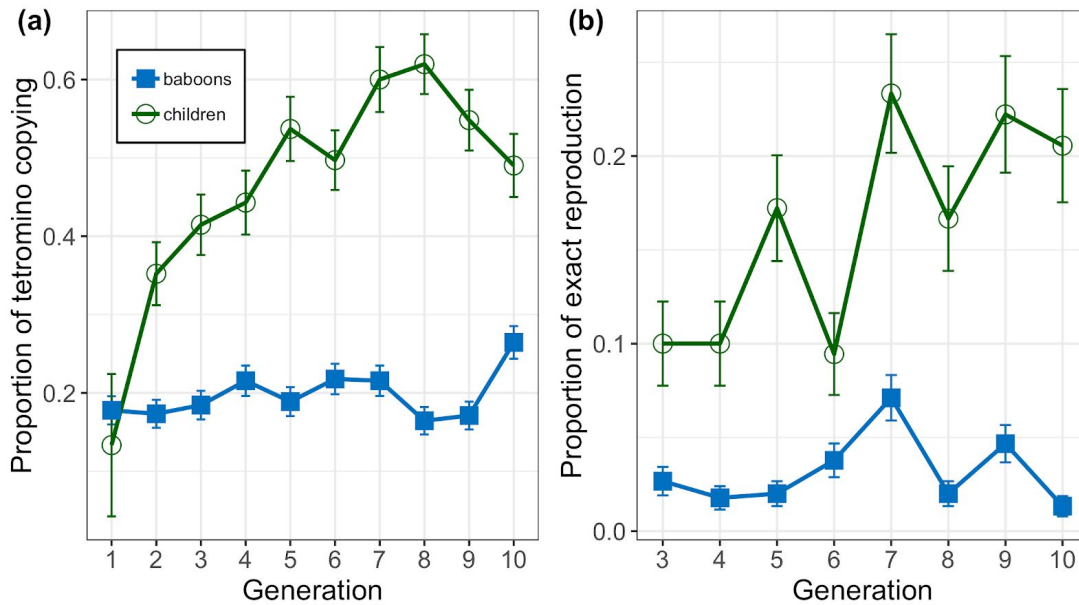 (a)
Proportion of tetromino copying
baboons
children
0.6
0.4
0.2
1 2 3 4 5 6 7 8 9 10
Generation
(b)
Proportion of exact reproduction
0.2
0.1
0.0
3 4 5 6 7 8 9 10
Generation